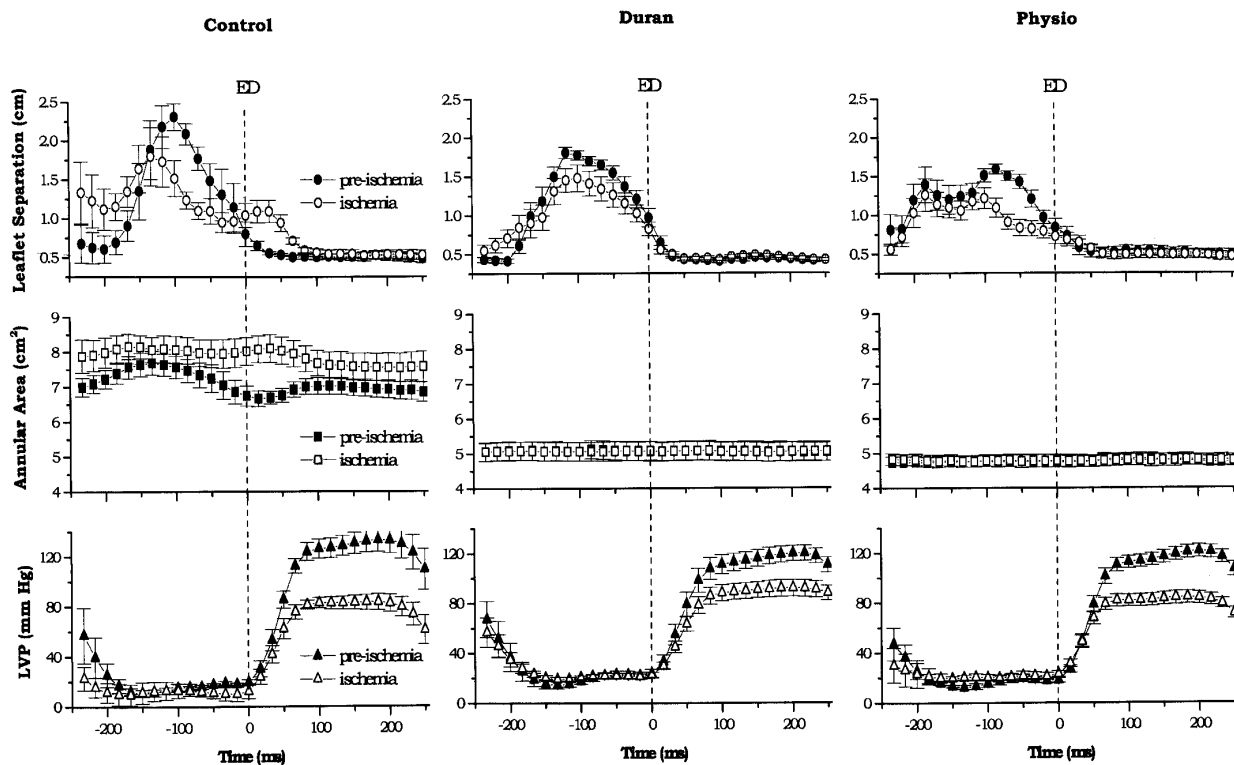 Control Duran Physio
ED ED ED
Leaflet Separation (cm)
2.5 2.0 1.5 1.0 0.5
pre-ischemia
ischemia
2.5 2.0 1.5 1.0 0.5
2.5 2.0 1.5 1.0 0.5
Annular Area (cm²)
9 8 7 6 5 4
pre-ischemia
ischemia
9 8 7 6 5 4
9 8 7 6 5 4
LVP (mm Hg)
120 80 40 0
pre-ischemia
ischemia
120 80 40 0
120 80 40 0
-200 -100 0 100 200
-200 -100 0 100 200
-200 -100 0 100 200
Time (ms) Time (ms) Time (ms)